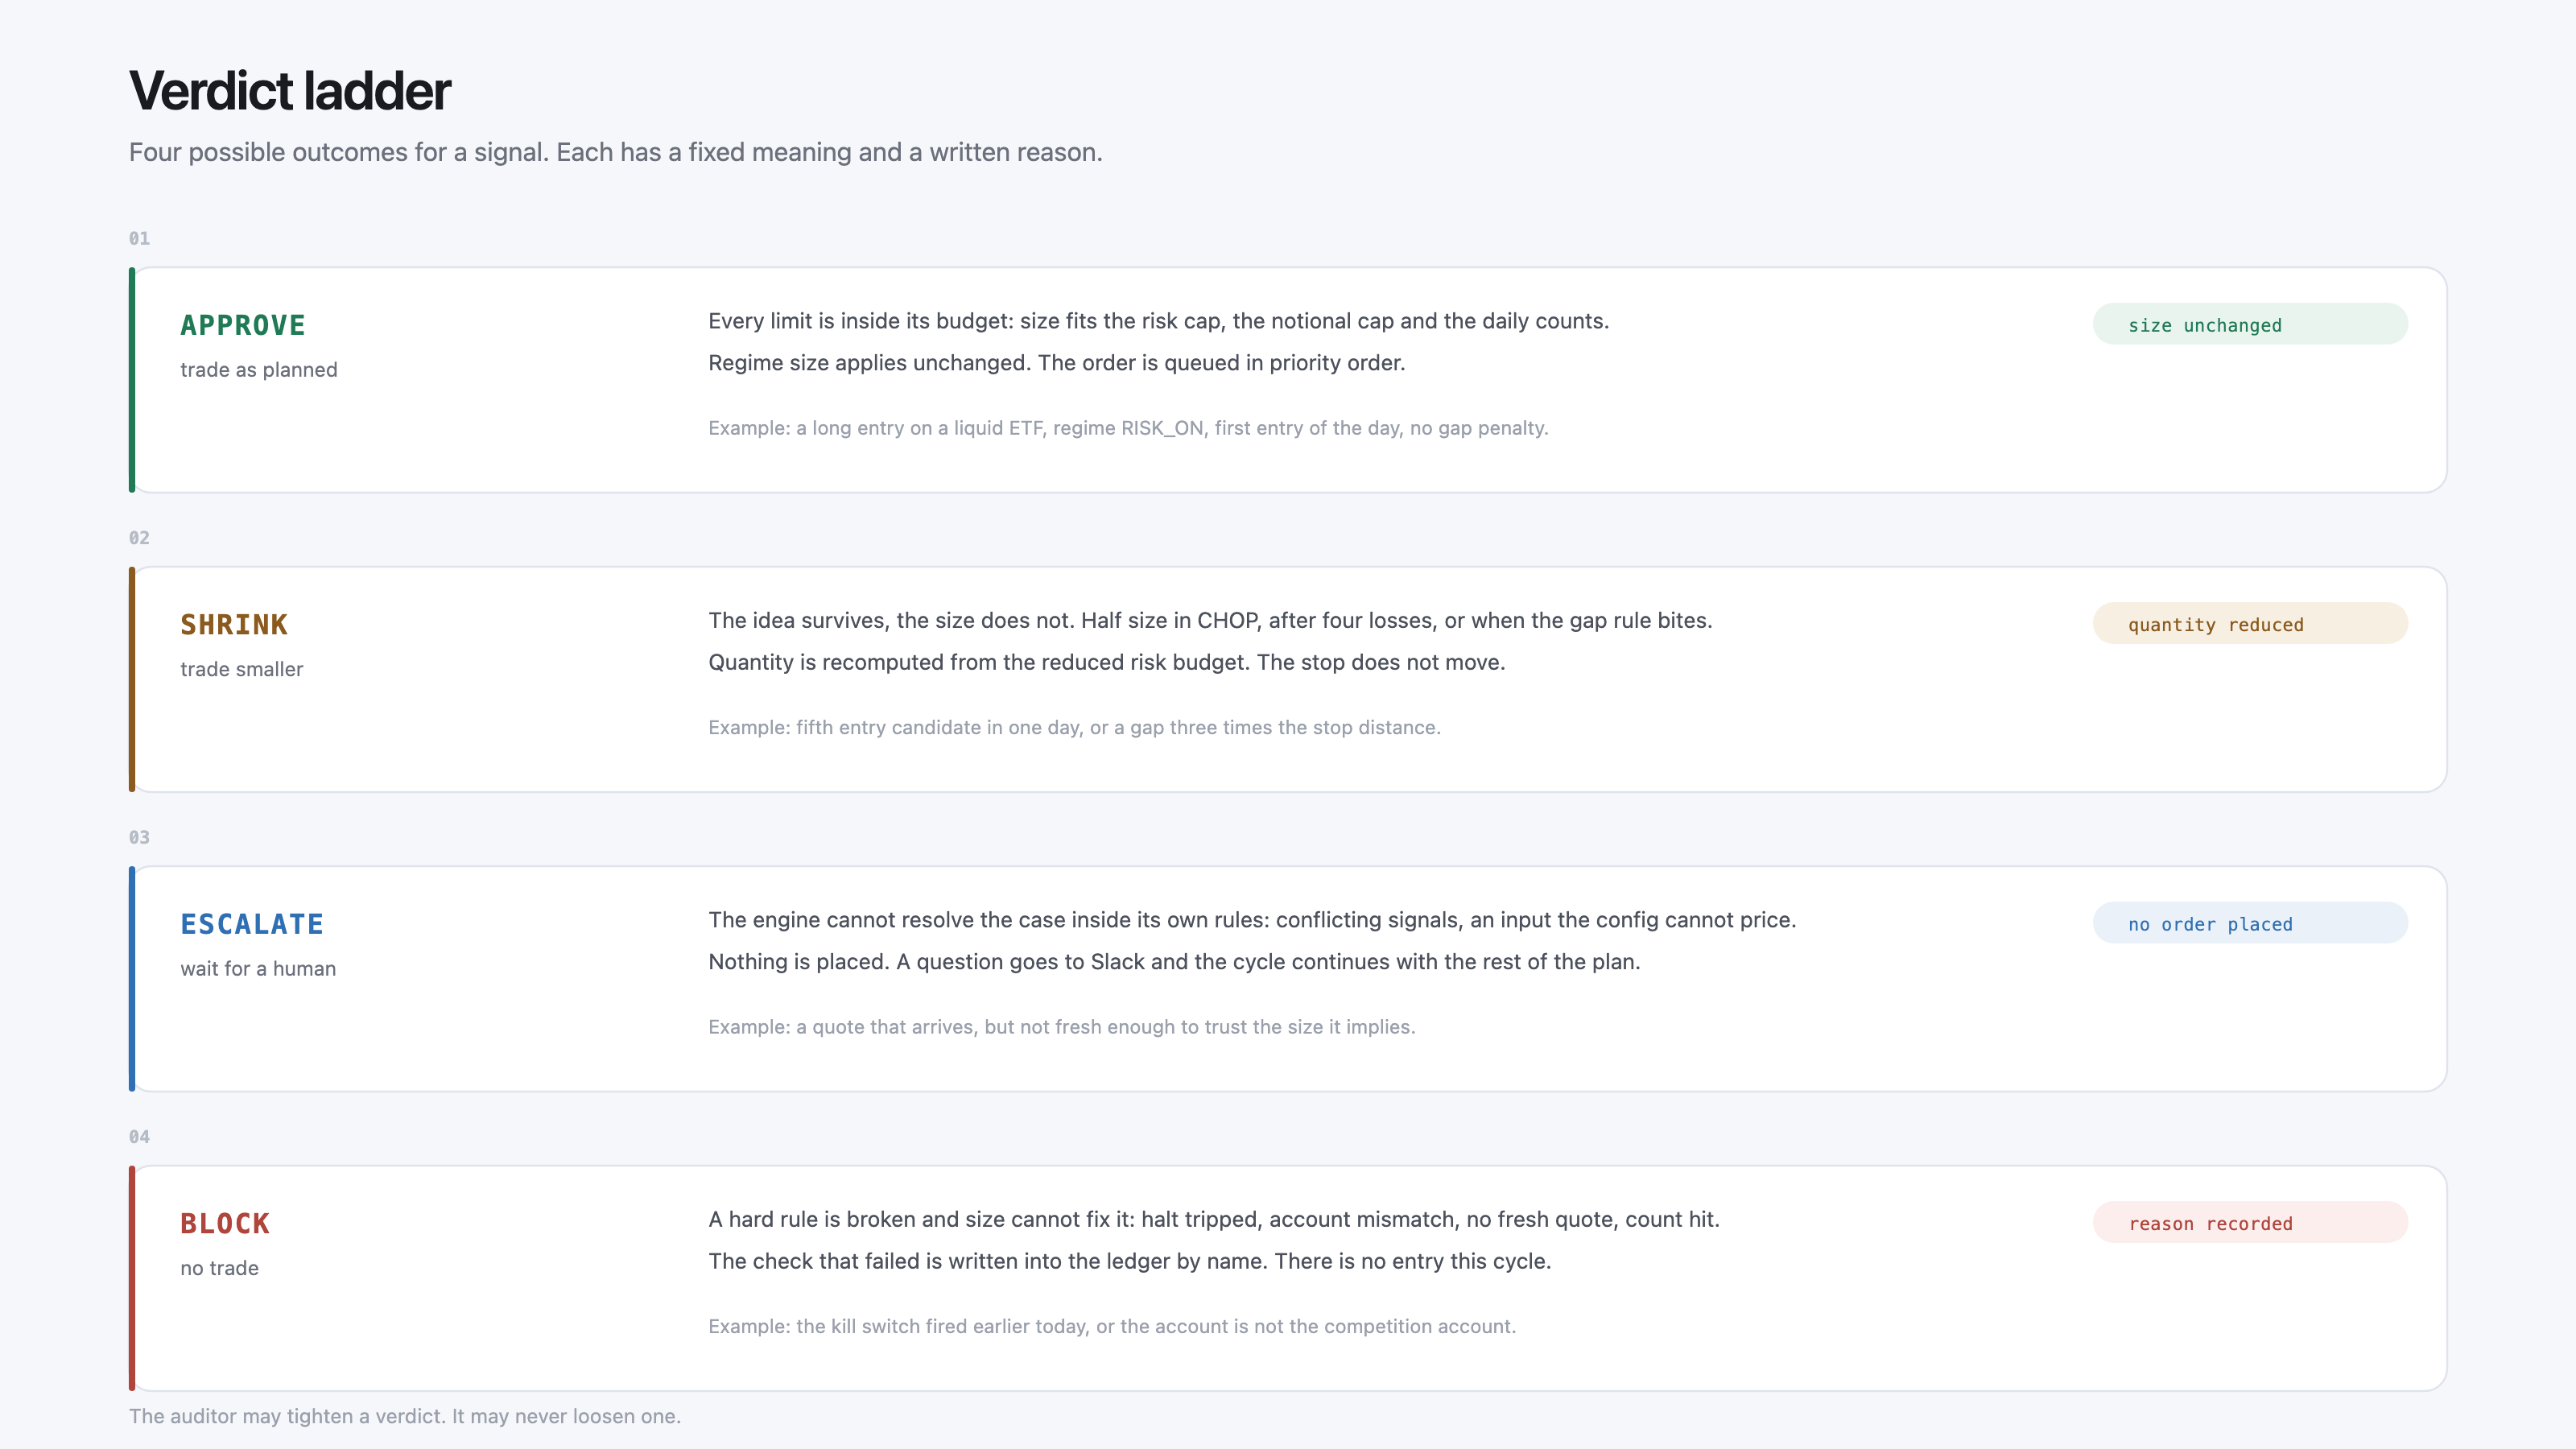 Verdict ladder
Four possible outcomes for a signal. Each has a fixed meaning and a written reason.
01
APPROVE
trade as planned
Every limit is inside its budget: size fits the risk cap, the notional cap and the daily counts.
Regime size applies unchanged. The order is queued in priority order.
Example: a long entry on a liquid ETF, regime RISK_ON, first entry of the day, no gap penalty.
size unchanged
02
SHRINK
trade smaller
The idea survives, the size does not. Half size in CHOP, after four losses, or when the gap rule bites.
Quantity is recomputed from the reduced risk budget. The stop does not move.
Example: fifth entry candidate in one day, or a gap three times the stop distance.
quantity reduced
03
ESCALATE
wait for a human
The engine cannot resolve the case inside its own rules: conflicting signals, an input the config cannot price.
Nothing is placed. A question goes to Slack and the cycle continues with the rest of the plan.
Example: a quote that arrives, but not fresh enough to trust the size it implies.
no order placed
04
BLOCK
no trade
A hard rule is broken and size cannot fix it: halt tripped, account mismatch, no fresh quote, count hit.
The check that failed is written into the ledger by name. There is no entry this cycle.
Example: the kill switch fired earlier today, or the account is not the competition account.
reason recorded
The auditor may tighten a verdict. It may never loosen one.